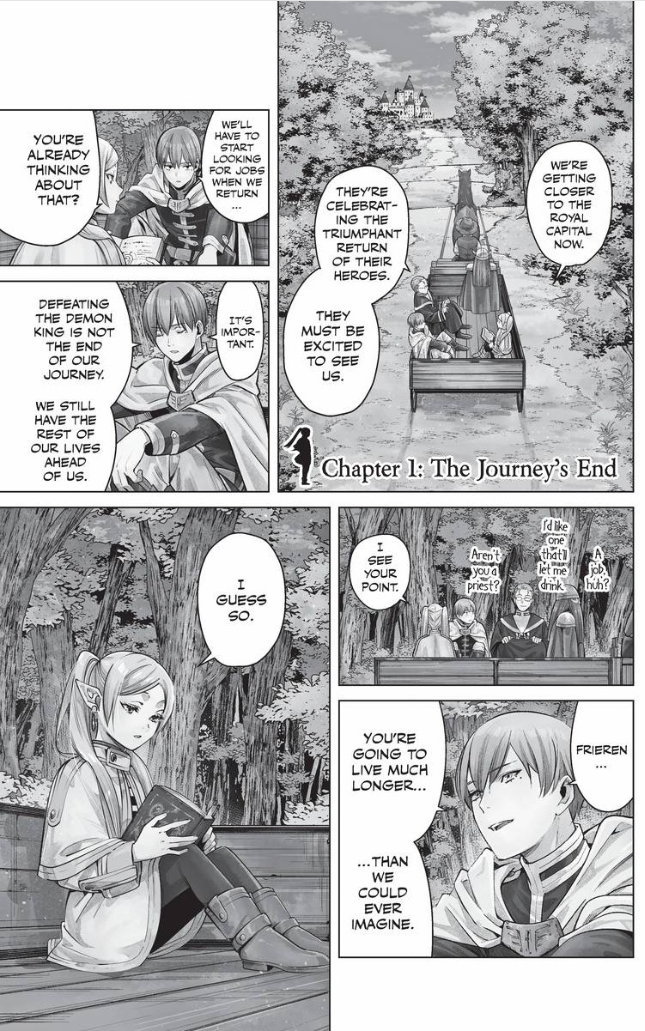 WE'RE
GETTING
CLOSER
TO THE
ROYAL
CAPITAL
NOW.
THEY'RE
CELEBRAT-
ING THE
TRIUMPHANT
RETURN
OF THEIR
HEROES.
THEY
MUST BE
EXCITED
TO SEE
US.
Chapter 1: The Journey's End
WE'LL
HAVE TO
START
LOOKING
FOR JOBS
WHEN WE
RETURN
...
YOU'RE
ALREADY
THINKING
ABOUT
THAT?
IT'S
IMPOR-
TANT.
DEFEATING
THE DEMON
KING IS NOT
THE END
OF OUR
JOURNEY.
WE STILL
HAVE THE
REST OF
OUR LIVES
AHEAD
OF US.
A
job,
huh?
I'd like
one
that'll
let me
drink.
Aren't
you a
priest?
I
SEE
YOUR
POINT.
FRIEREN
...
YOU'RE
GOING TO
LIVE MUCH
LONGER...
...THAN
WE
COULD
EVER
IMAGINE.
I
GUESS
SO.